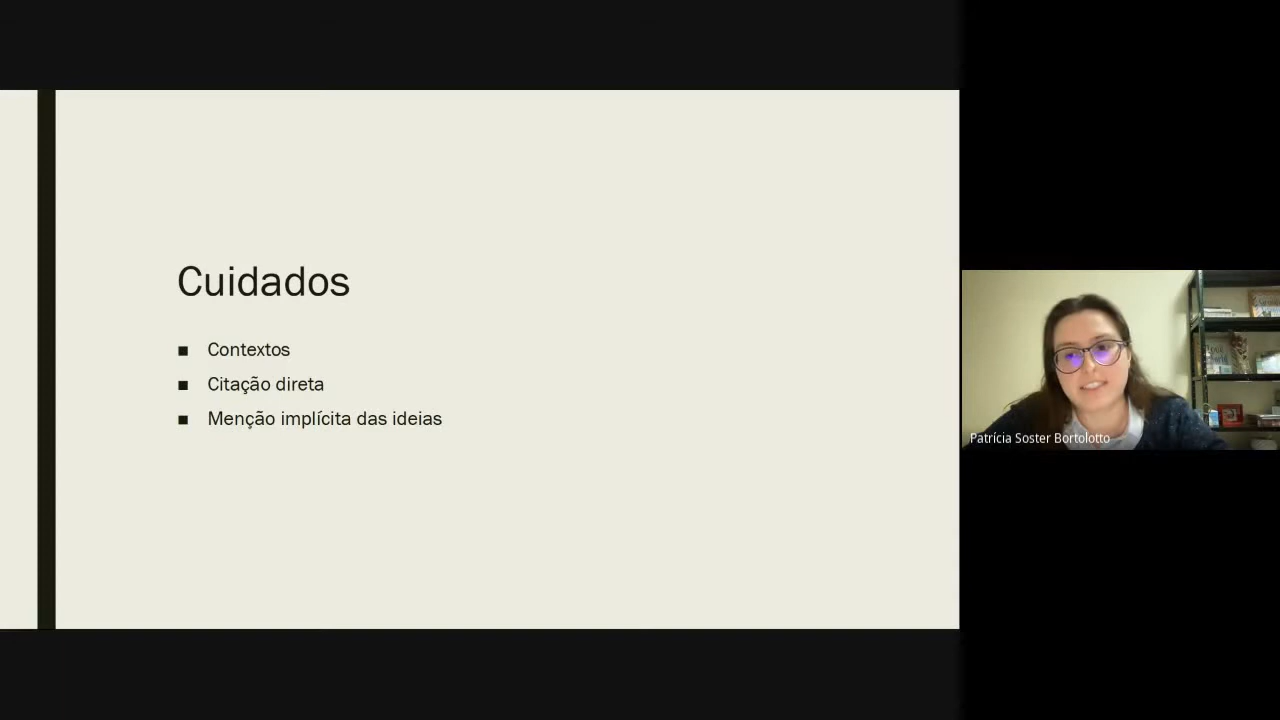 Cuidados
Contextos
Citação direta
Menção implícita das ideias
Patrícia Soster Bortolotto